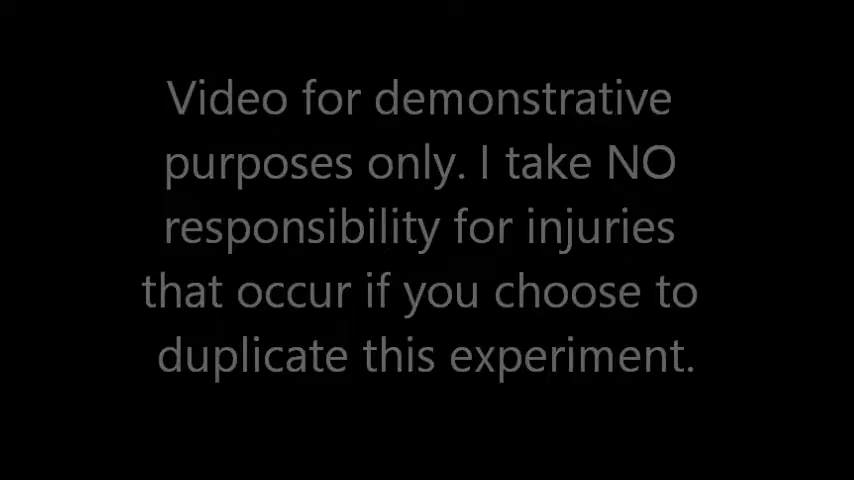 Video for demonstrative
purposes only. I take NO
responsibility for injuries
that occur if you choose to
duplicate this experiment.